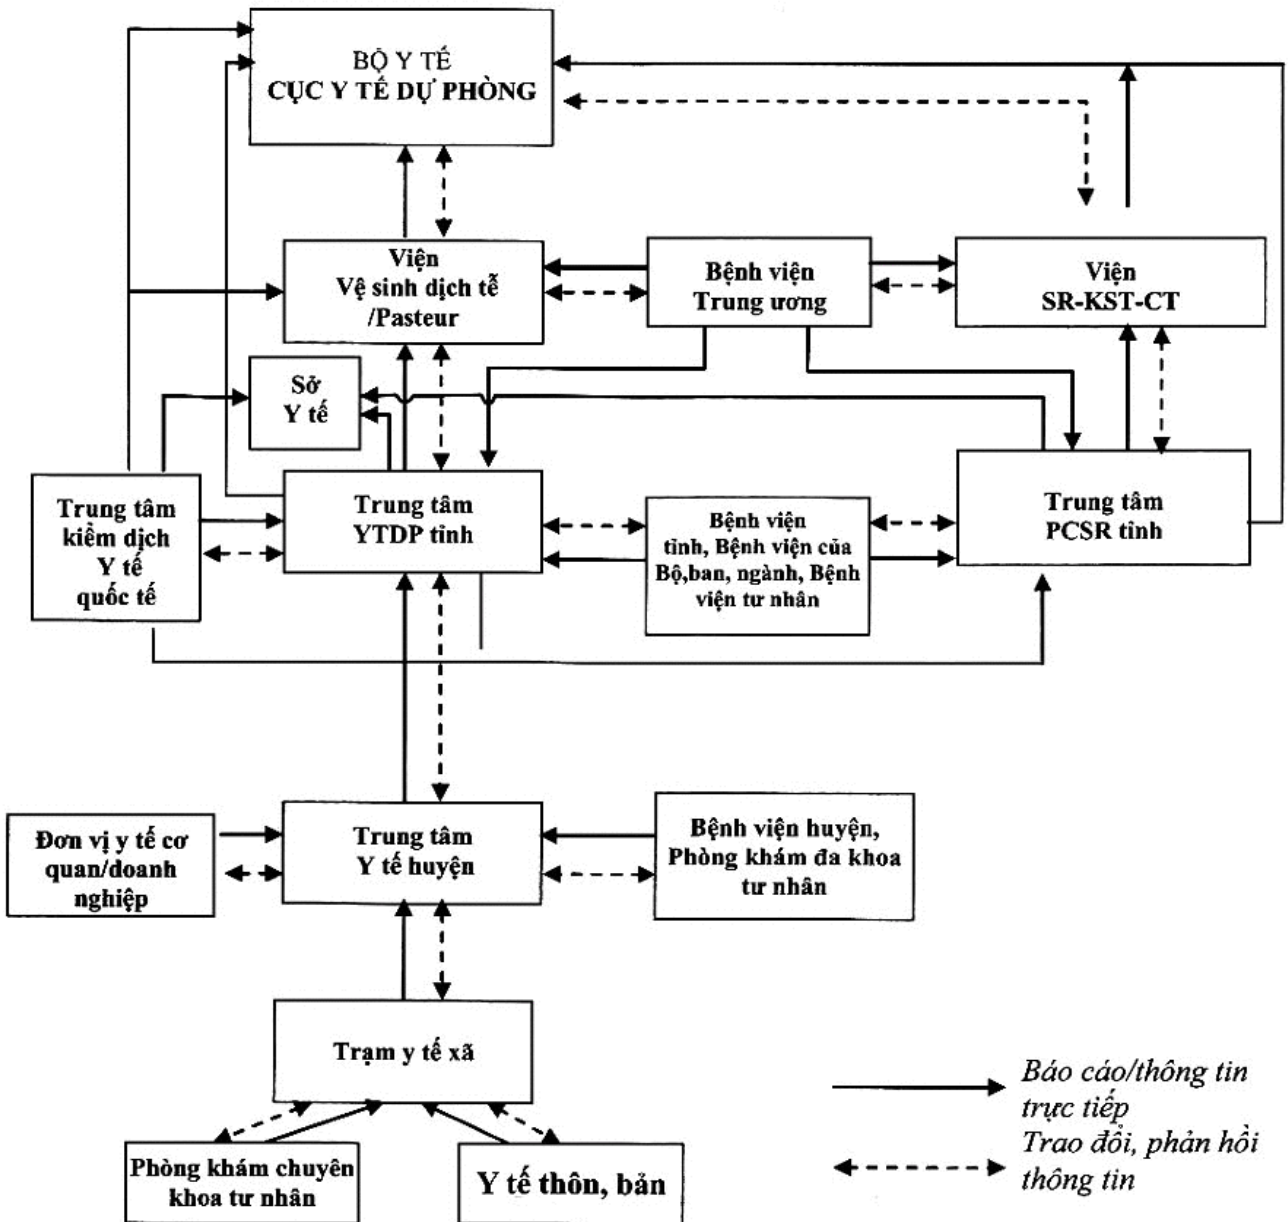 BỘ Y TẾ
CỤC Y TẾ DỰ PHÒNG
Viện
Vệ sinh dịch tễ
/Pasteur
Bệnh viện
Trung ương
Viện
SR-KST-CT
Sở
Y tế
Trung tâm
kiểm dịch
Y tế
quốc tế
Trung tâm
YTDP tỉnh
Bệnh viện
tỉnh, Bệnh viện của
Bộ,ban, ngành, Bệnh
viện tư nhân
Trung tâm
PCSR tỉnh
Đơn vị y tế cơ
quan/doanh
nghiệp
Trung tâm
Y tế huyện
Bệnh viện huyện,
Phòng khám đa khoa
tư nhân
Trạm y tế xã
Phòng khám chuyên
khoa tư nhân
Y tế thôn, bản
Báo cáo/thông tin
trực tiếp
Trao đổi, phản hồi
thông tin